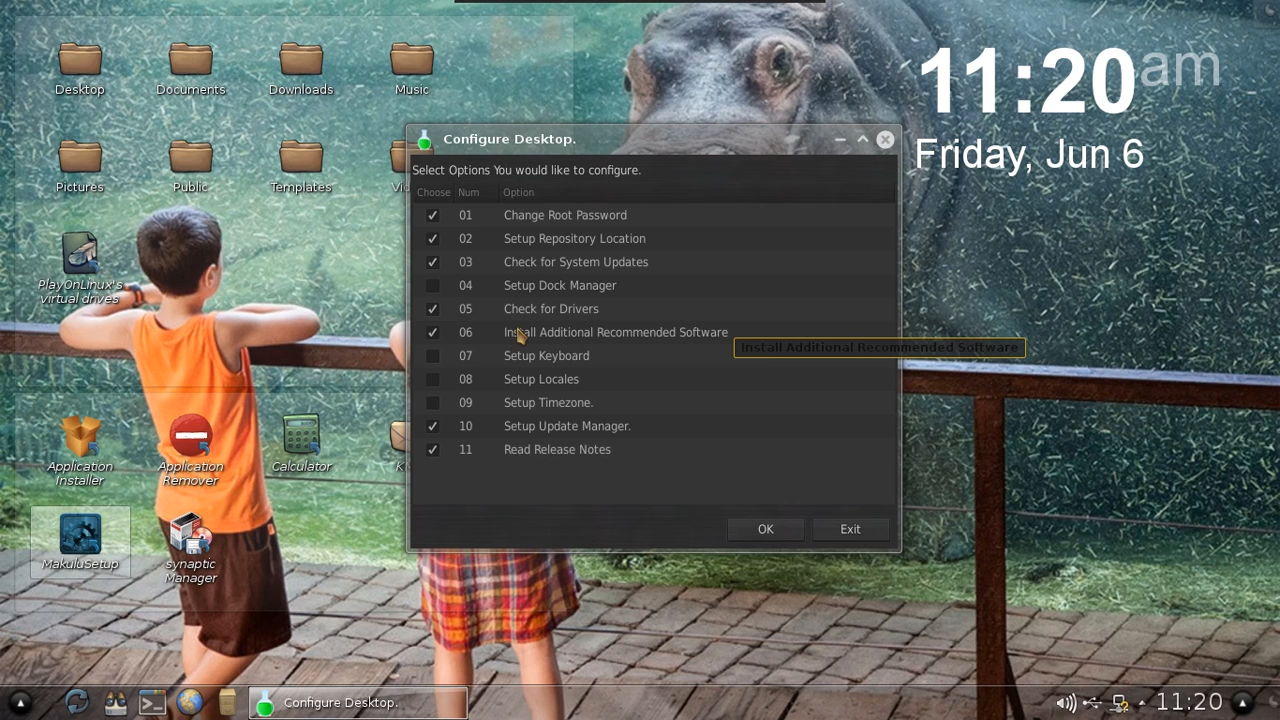 Desktop
Documents
Downloads
Music
11:20am
Friday, Jun 6
Pictures
Public
Templates
PlayOnLinux's
virtual drives
Application
Installer
Application
Remover
Calculator
MakuluSetup
synaptic
Manager
Configure Desktop.
Select Options You would like to configure.
Choose Num Option
01 Change Root Password
02 Setup Repository Location
03 Check for System Updates
04 Setup Dock Manager
05 Check for Drivers
06 Install Additional Recommended Software
Install Additional Recommended Software
07 Setup Keyboard
08 Setup Locales
09 Setup Timezone.
10 Setup Update Manager.
11 Read Release Notes
OK Exit
Configure Desktop.
11:20